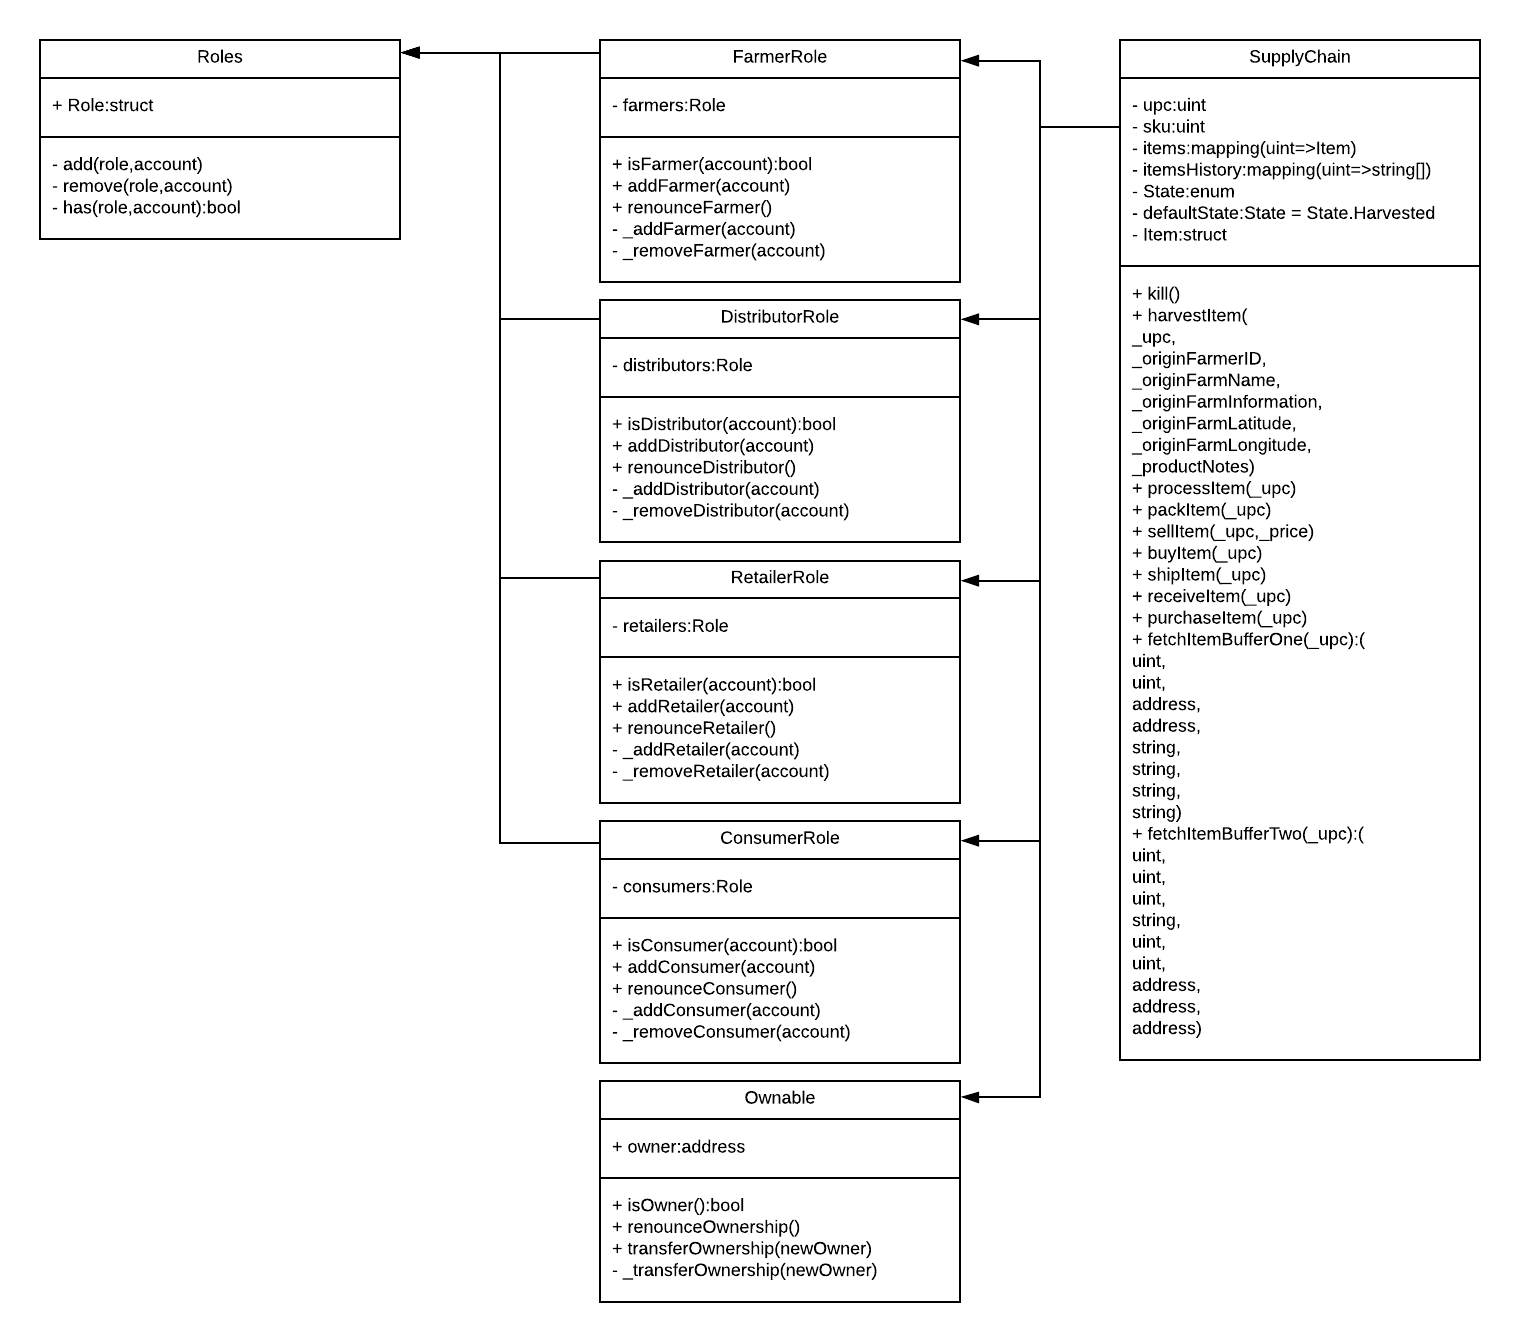 Roles
+ Role:struct
- add(role,account)
- remove(role,account)
- has(role,account):bool
FarmerRole
- farmers:Role
+ isFarmer(account):bool
+ addFarmer(account)
+ renounceFarmer()
- _addFarmer(account)
- _removeFarmer(account)
DistributorRole
- distributors:Role
+ isDistributor(account):bool
+ addDistributor(account)
+ renounceDistributor()
- _addDistributor(account)
- _removeDistributor(account)
RetailerRole
- retailers:Role
+ isRetailer(account):bool
+ addRetailer(account)
+ renounceRetailer()
- _addRetailer(account)
- _removeRetailer(account)
ConsumerRole
- consumers:Role
+ isConsumer(account):bool
+ addConsumer(account)
+ renounceConsumer()
- _addConsumer(account)
- _removeConsumer(account)
Ownable
+ owner:address
+ isOwner():bool
+ renounceOwnership()
+ transferOwnership(newOwner)
- _transferOwnership(newOwner)
SupplyChain
- upc:uint
- sku:uint
- items:mapping(uint=>Item)
- itemsHistory:mapping(uint=>string[])
- State:enum
- defaultState:State = State.Harvested
- Item:struct
+ kill()
+ harvestItem(
_upc,
_originFarmerID,
_originFarmName,
_originFarmInformation,
_originFarmLatitude,
_originFarmLongitude,
_productNotes)
+ processItem(_upc)
+ packItem(_upc)
+ sellItem(_upc,_price)
+ buyItem(_upc)
+ shipItem(_upc)
+ receiveItem(_upc)
+ purchaseItem(_upc)
+ fetchItemBufferOne(_upc):(
uint,
uint,
address,
address,
string,
string,
string,
string)
+ fetchItemBufferTwo(_upc):(
uint,
uint,
uint,
string,
uint,
uint,
address,
address,
address)